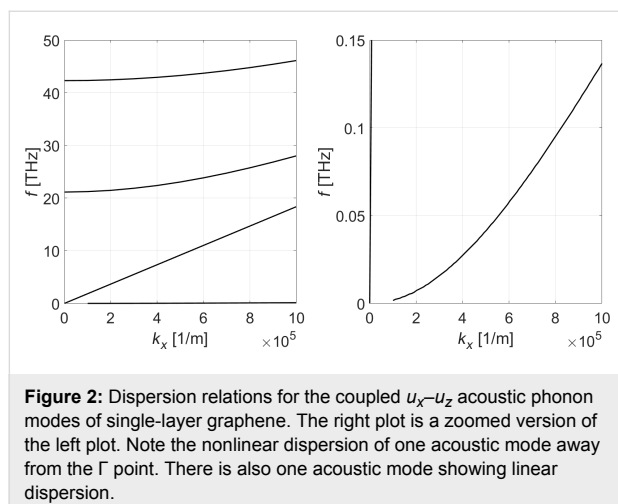 50
40
30
20
10
0
f [THz]
0
2
4
6
8
10
k_x [1/m]
×10^5
0.15
0.1
0.05
0
f [THz]
0
2
4
6
8
10
k_x [1/m]
×10^5
Figure 2: Dispersion relations for the coupled u_x–u_z acoustic phonon
modes of single-layer graphene. The right plot is a zoomed version of
the left plot. Note the nonlinear dispersion of one acoustic mode away
from the Γ point. There is also one acoustic mode showing linear
dispersion.